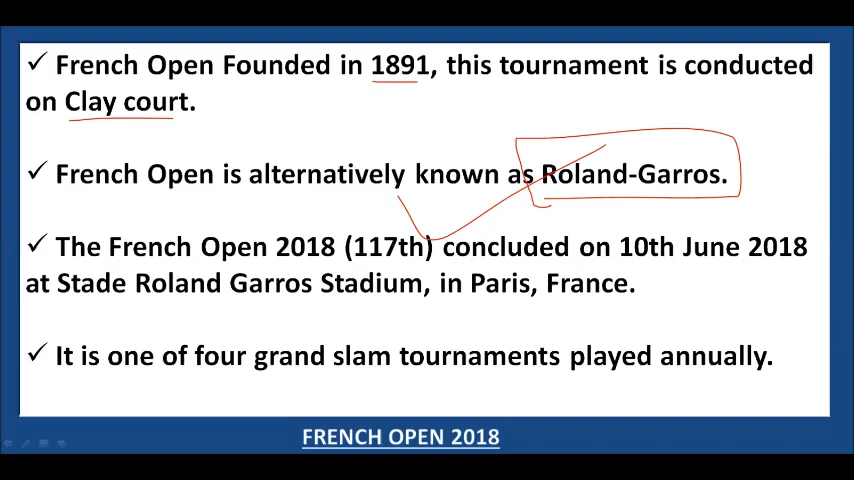 ✓ French Open Founded in 1891, this tournament is conducted
on Clay court.
✓ French Open is alternatively known as Roland-Garros.
✓ The French Open 2018 (117th) concluded on 10th June 2018
at Stade Roland Garros Stadium, in Paris, France.
✓ It is one of four grand slam tournaments played annually.
FRENCH OPEN 2018